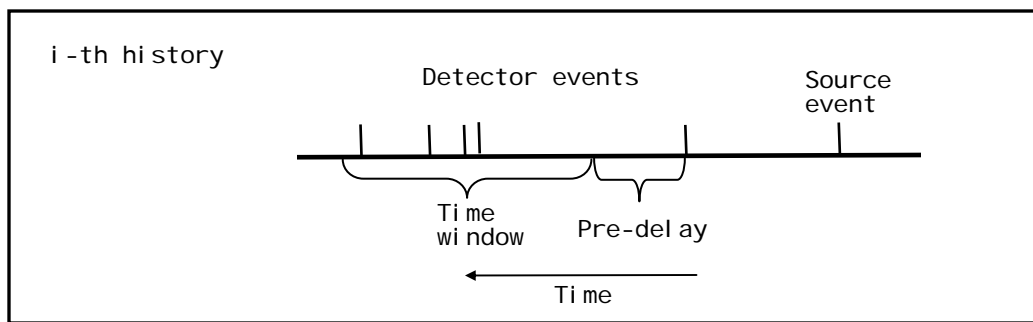 i-th history
Detector events
Source
event
Time
window
Pre-delay
Time